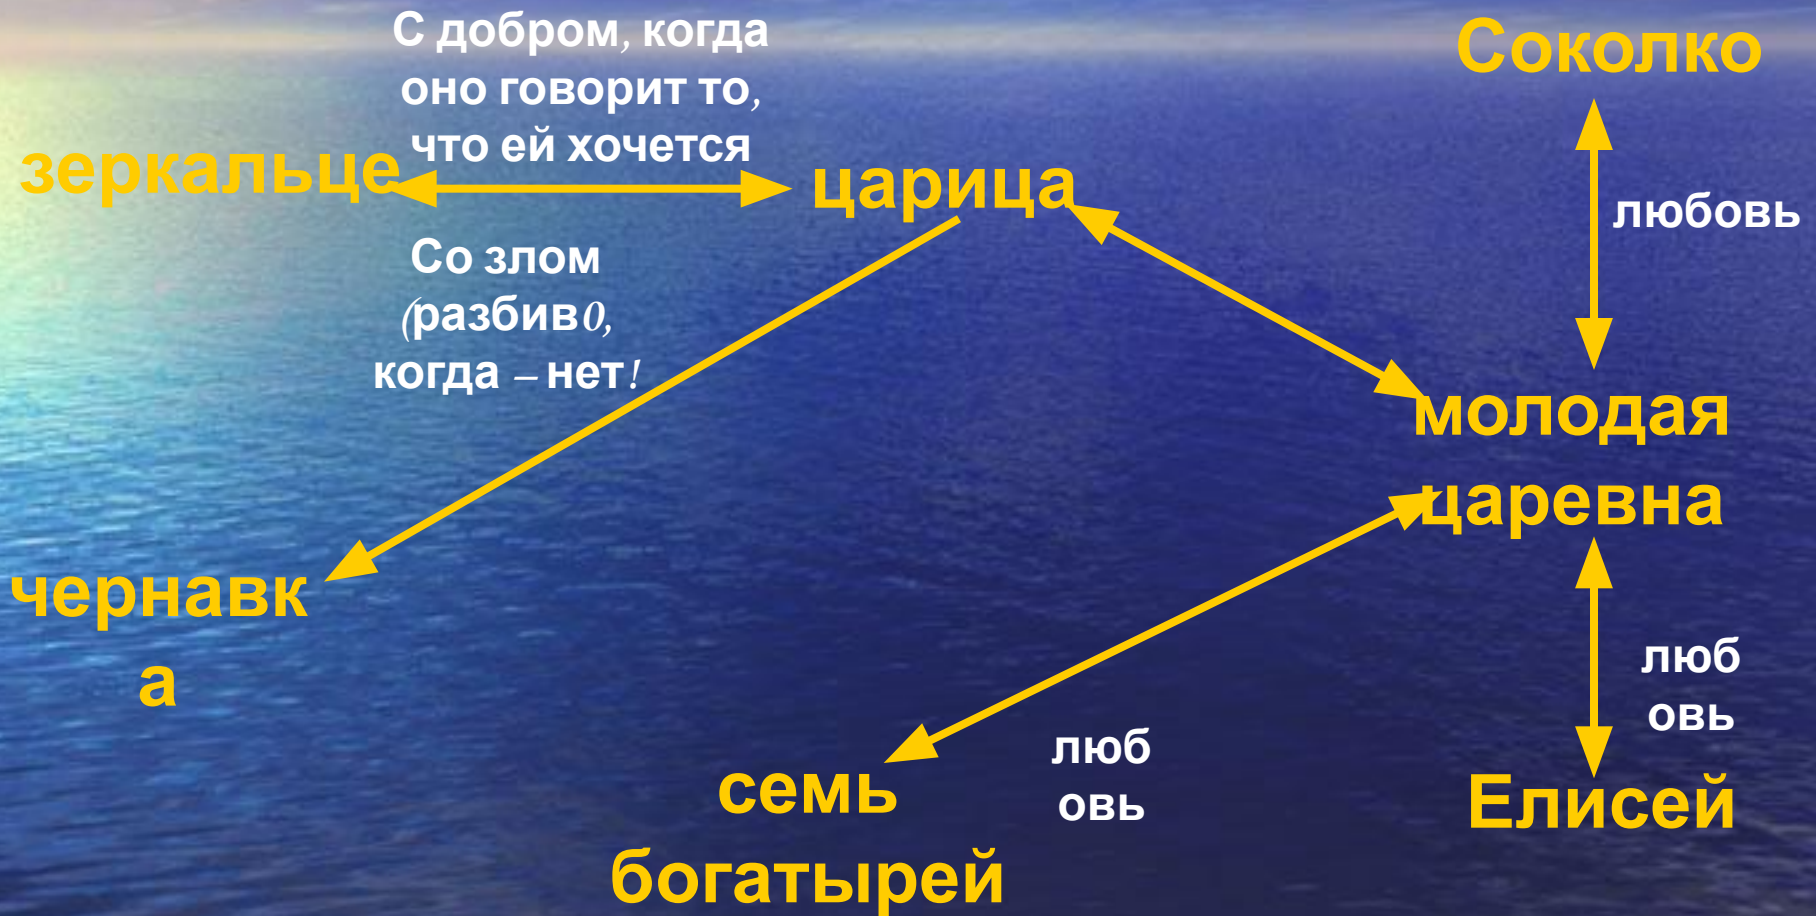 С добром, когда
оно говорит то,
что ей хочется
Соколко
зеркальце
царица
любовь
Со злом
(разбив0,
когда – нет!
молодая
царевна
чернавк
а
люб
овь
семь
богатырей
люб
овь
Елисей